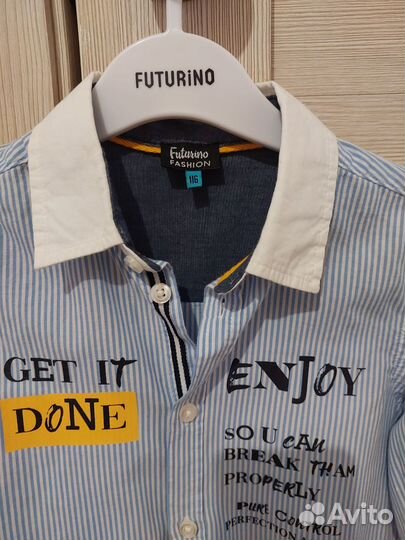 FUTURiNO
Futurino
FASHION
116
GET IT
DONE
ENJOY
SO U CAN
BREAK THAM
PROPERLY
PURE CONTROL
PERFECTION
Avito